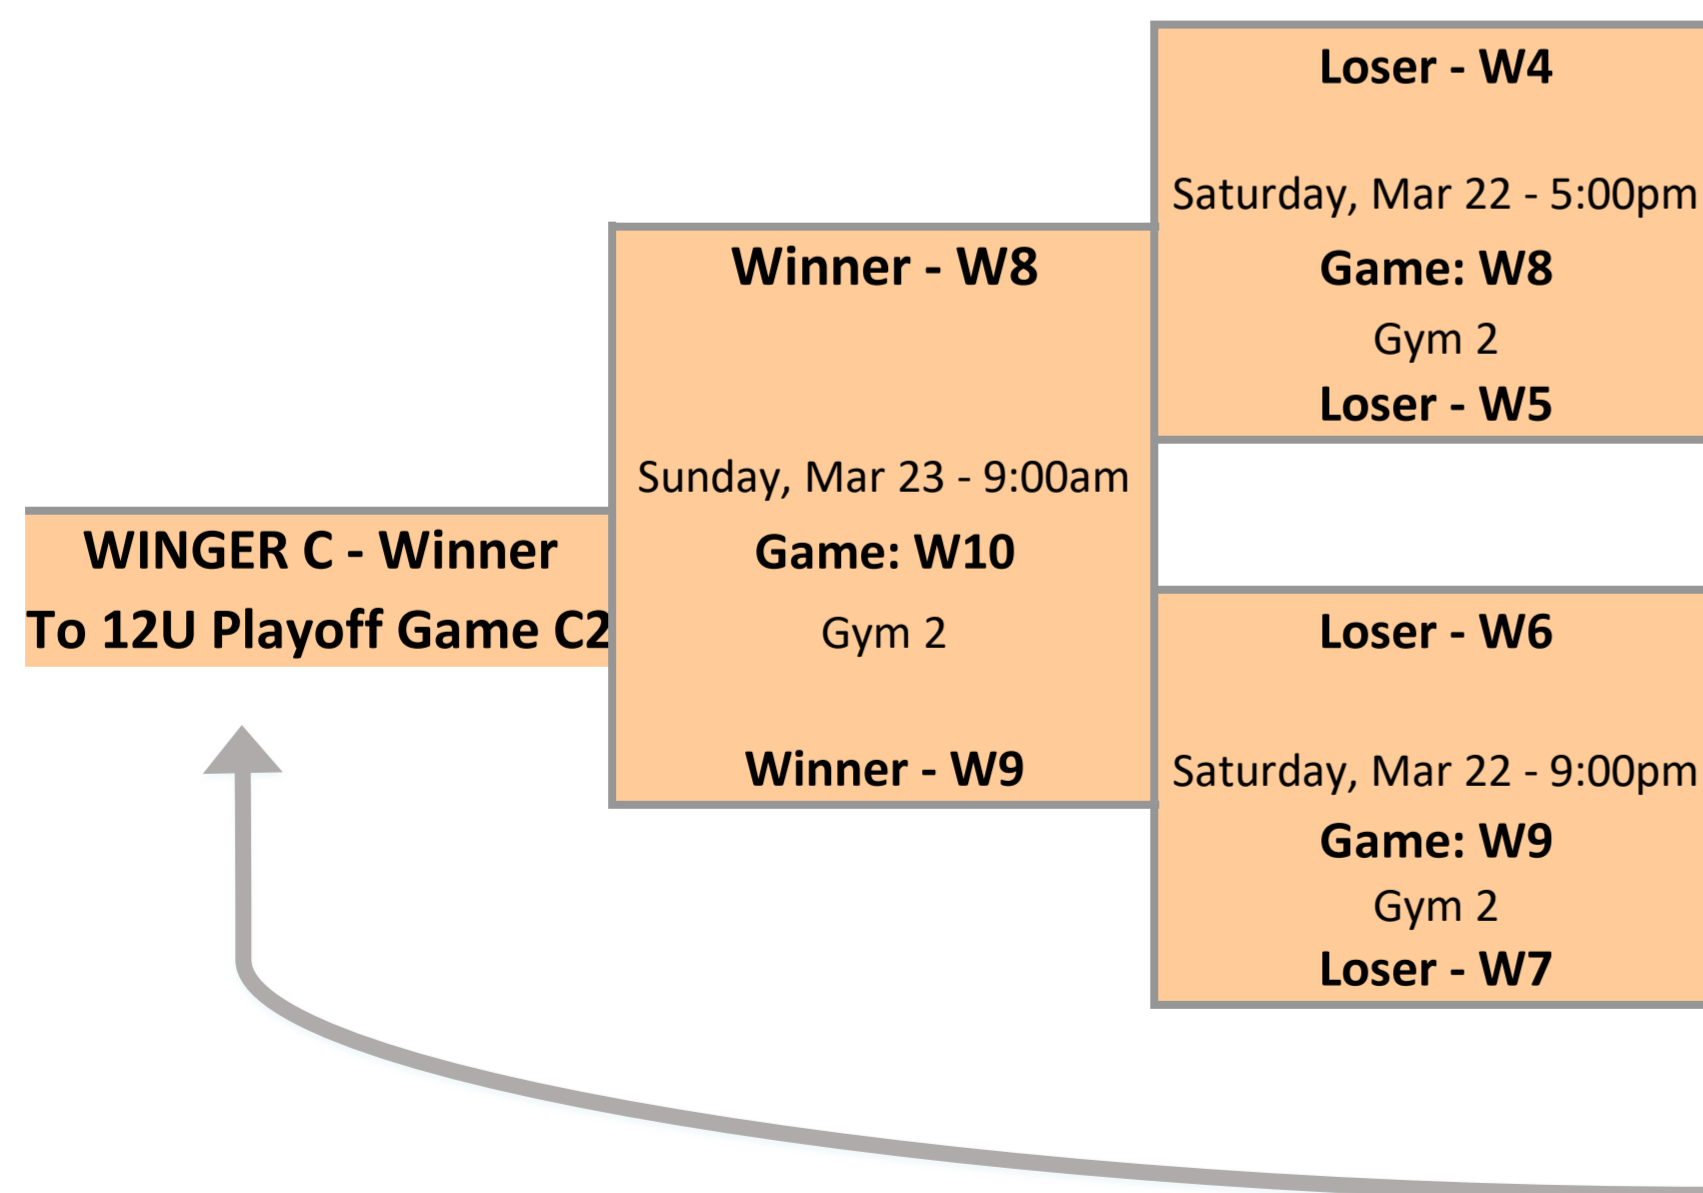 Loser - W4
Saturday, Mar 22 - 5:00pm
Game: W8
Gym 2
Loser - W5
Winner - W8
Sunday, Mar 23 - 9:00am
Game: W10
Gym 2
Winner - W9
WINGER C - Winner
To 12U Playoff Game C2
Loser - W6
Saturday, Mar 22 - 9:00pm
Game: W9
Gym 2
Loser - W7